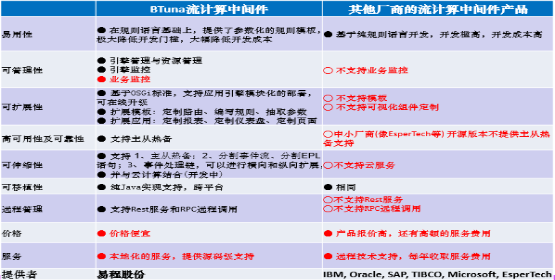 BTuna流计算中间件
其他厂商的流计算中间件产品
易用性
● 在规则语言基础上，提供了参数化的规则模板，
极大降低开发门槛，大幅降低开发成本
● 基于纯规则语言开发，开发槛高，开发成本高
可管理性
● 引擎管理与资源管理
● 引擎监控
● 业务监控
○ 不支持业务监控
可扩展性
● 基于OSGi标准，支持应用引擎模块化的部署，
可在线升级
● 扩展模板：定制路由、编写规则、抽取参数
● 扩展应用：定制报表、定制仪表盘、定制页面
○ 不支持模板
○ 不支持可视化组件定制
高可用性及可靠性
● 支持主从热备
○中小厂商(像EsperTech等) 开源版本不提供主从热
备支持
可伸缩性
● 支持 1、主从热备；2、分割事件流、分割EPL
语句；3、事件处理链，可以进行横向和纵向扩展，
● 并与云计算结合(开发中)
○不支持云服务
可移植性
● 纯Java实现支持，跨平台
● 相同
远程管理
● 支持Rest服务和RPC远程调用
○不支持Rest服务
○不支持RPC远程调用
价格
● 价格便宜
● 产品报价高，还有高额的服务费用
服务
● 本地化的服务，提供源码级支持
● 远程技术支持，每年收取服务费用
提供者
易程股份
IBM, Oracle, SAP, TIBCO, Microsoft, EsperTech